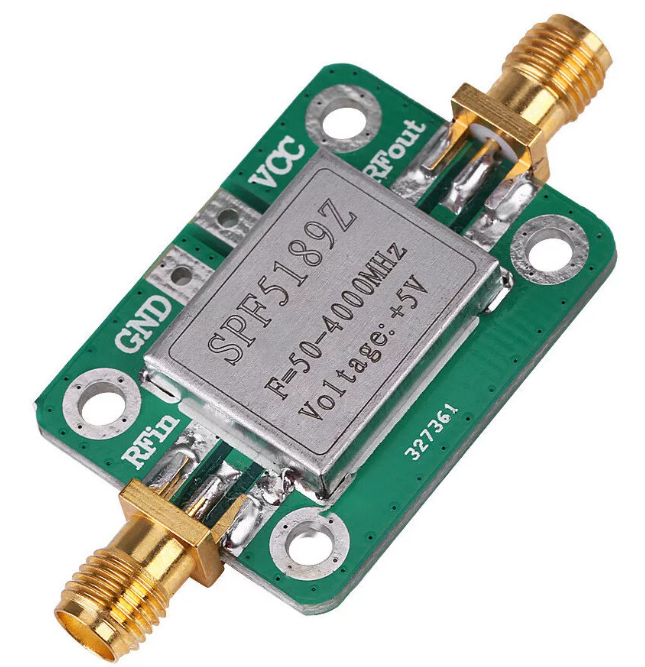 VCC
RFout
GND
SPF5189Z
F=50-4000MHz
Voltage:+5V
RFin
327361